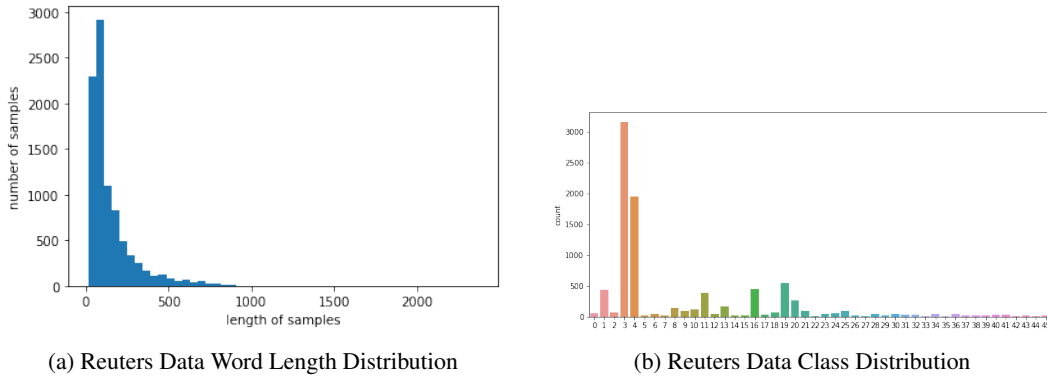 3000
2500
2000
1500
1000
500
0
number of samples
0 500 1000 1500 2000
length of samples
(a) Reuters Data Word Length Distribution
3000
2500
2000
1500
1000
500
0
count
0 1 2 3 4 5 6 7 8 9 10 11 12 13 14 15 16 17 18 19 20 21 22 23 24 25 26 27 28 29 30 31 32 33 34 35 36 37 38 39 40 41 42 43 44 45
(b) Reuters Data Class Distribution